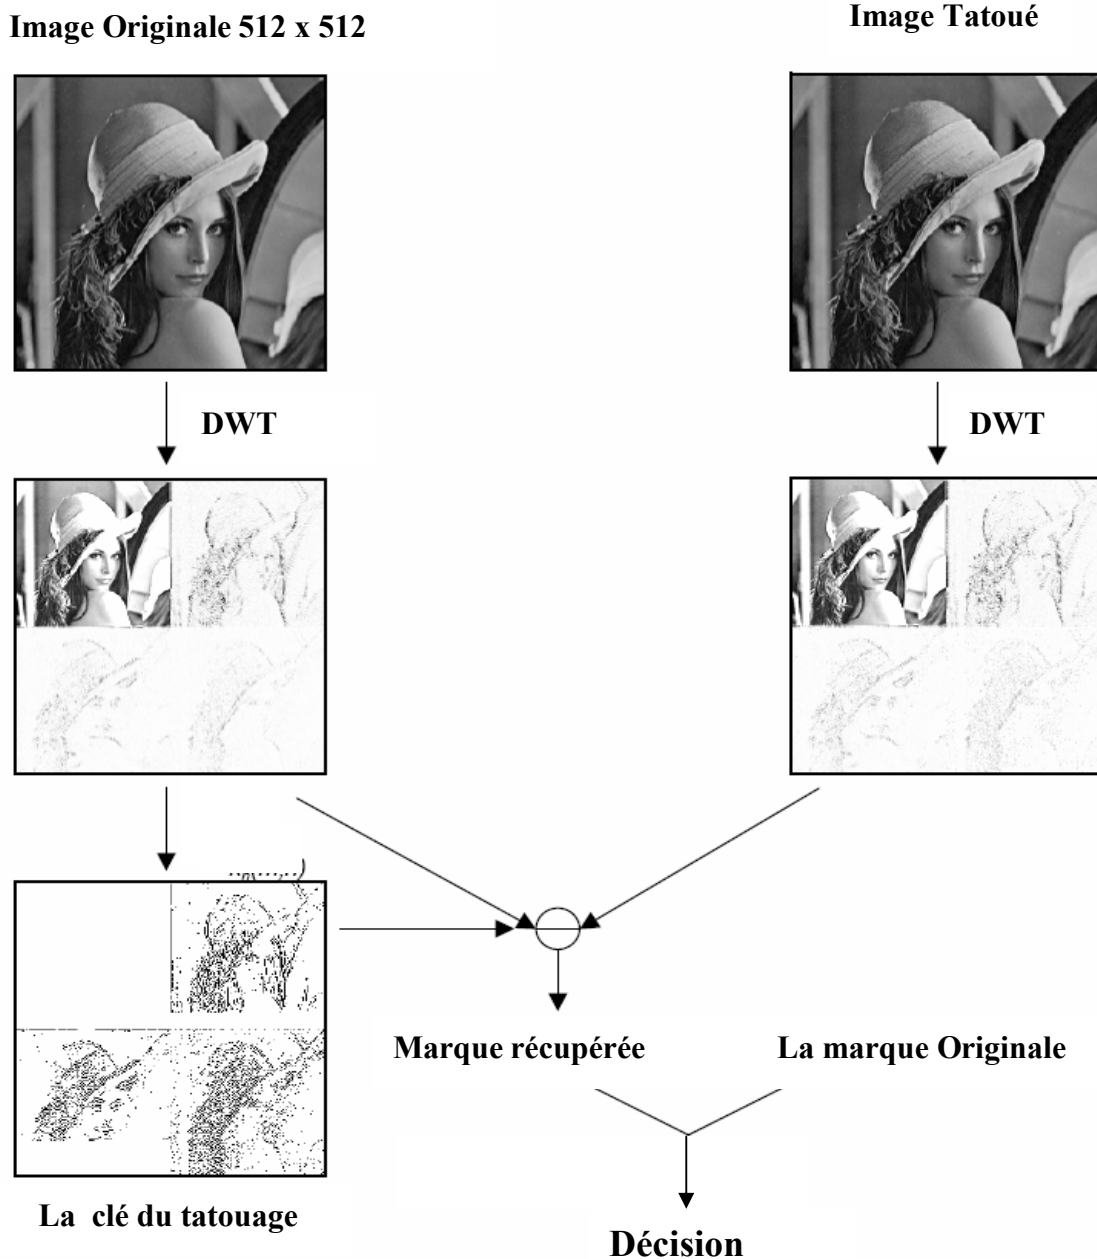 Image Originale 512 x 512
Image Tatoué
DWT
DWT
Marque récupérée
La marque Originale
La clé du tatouage
Décision